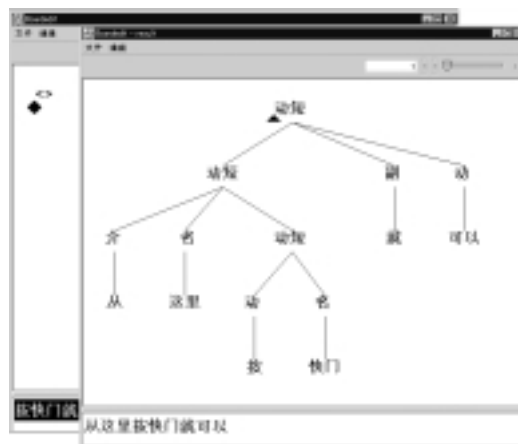 动短
动短 副 动
介 名 动短 就 可以
从 这里 动 名
按 快门
按快门就
从这里按快门就可以